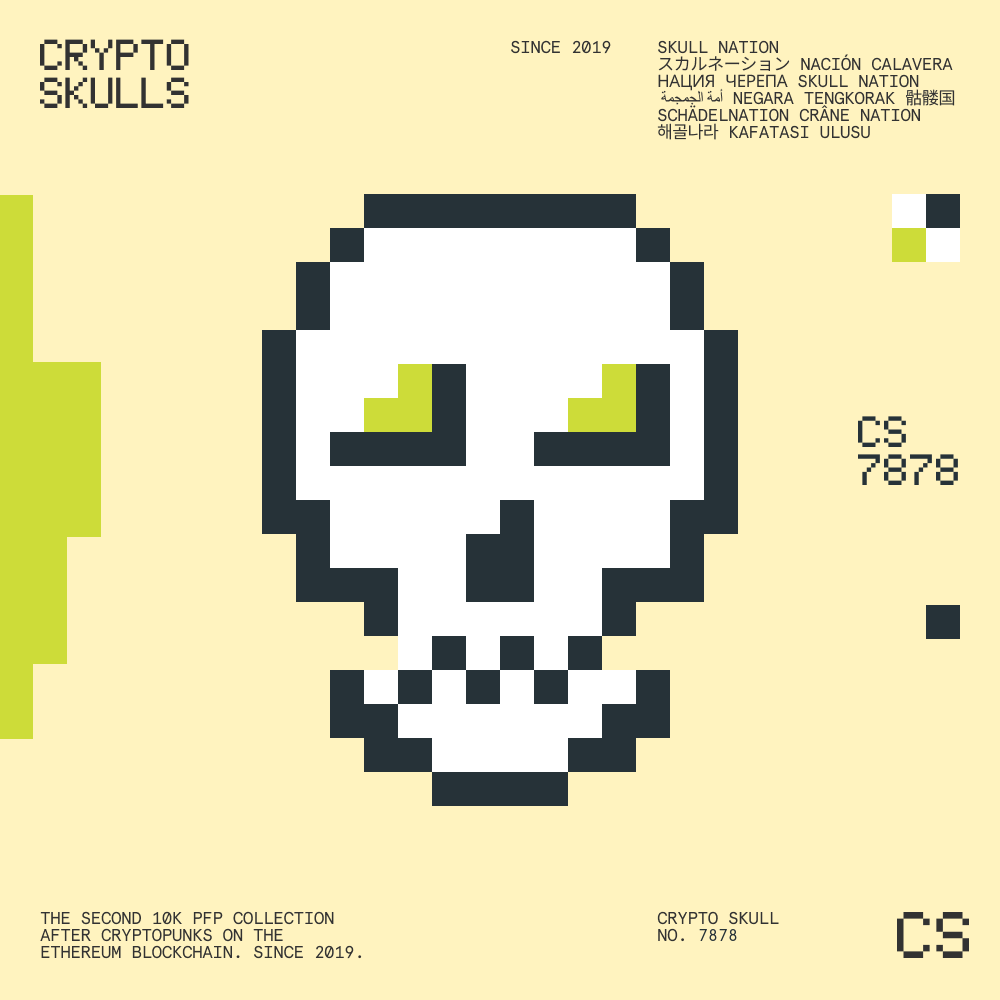 CRYPTO
SKULLS
SINCE 2019
SKULL NATION
スカルネーション NACIÓN CALAVERA
НАЦИЯ ЧЕРЕПА SKULL NATION
أمة الجمجمة NEGARA TENGKORAK 骷髅国
SCHÄDELNATION CRÂNE NATION
해골나라 KAFATASI ULUSU
CS
7878
THE SECOND 10K PFP COLLECTION
AFTER CRYPTOPUNKS ON THE
ETHEREUM BLOCKCHAIN. SINCE 2019.
CRYPTO SKULL
NO. 7878
CS